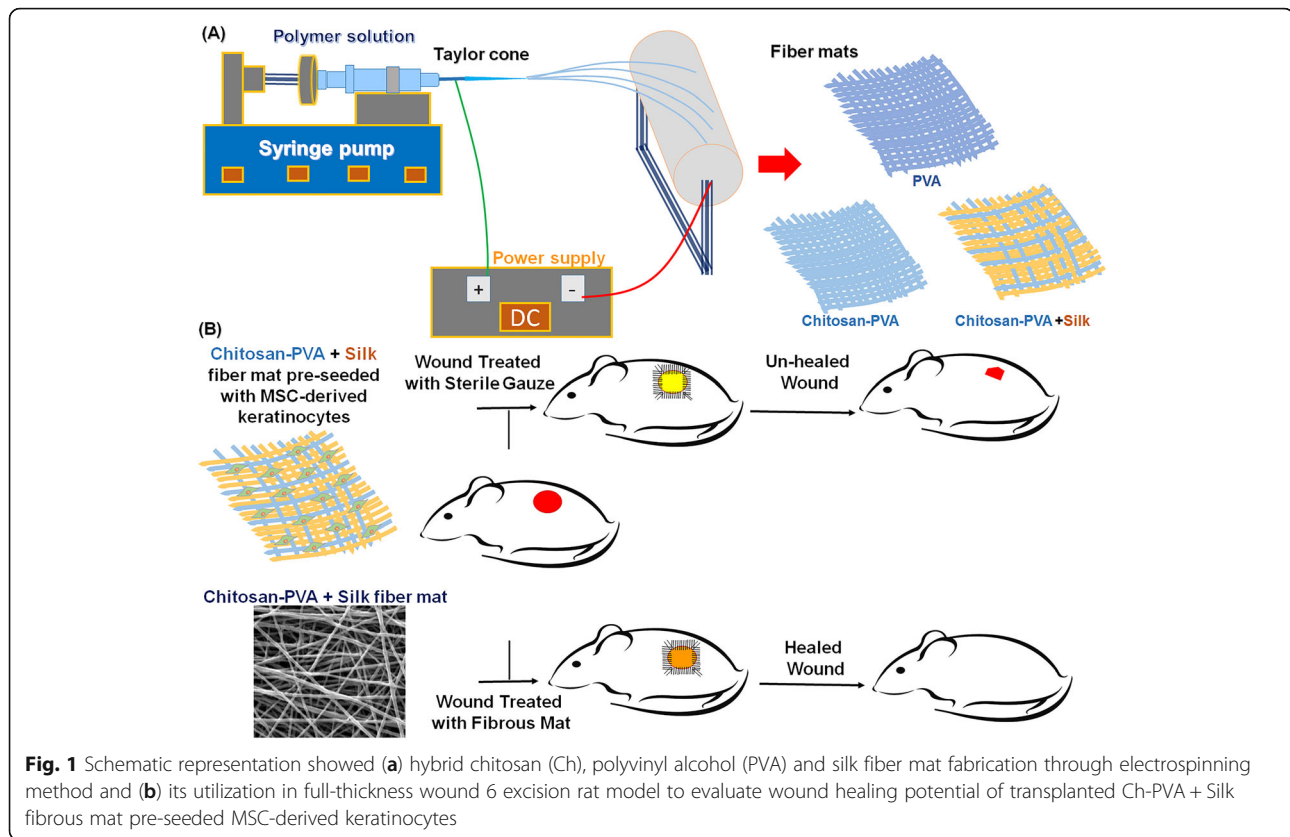 (A)
Polymer solution
Taylor cone
Fiber mats
Syringe pump
PVA
Power supply
+
-
DC
Chitosan-PVA
Chitosan-PVA +Silk
(B)
Chitosan-PVA + Silk
fiber mat pre-seeded
with MSC-derived
keratinocytes
Wound Treated
with Sterile Gauze
Un-healed
Wound
Chitosan-PVA + Silk fiber mat
Wound Treated
with Fibrous Mat
Healed
Wound
Fig. 1 Schematic representation showed (a) hybrid chitosan (Ch), polyvinyl alcohol (PVA) and silk fiber mat fabrication through electrospinning
method and (b) its utilization in full-thickness wound 6 excision rat model to evaluate wound healing potential of transplanted Ch-PVA + Silk
fibrous mat pre-seeded MSC-derived keratinocytes